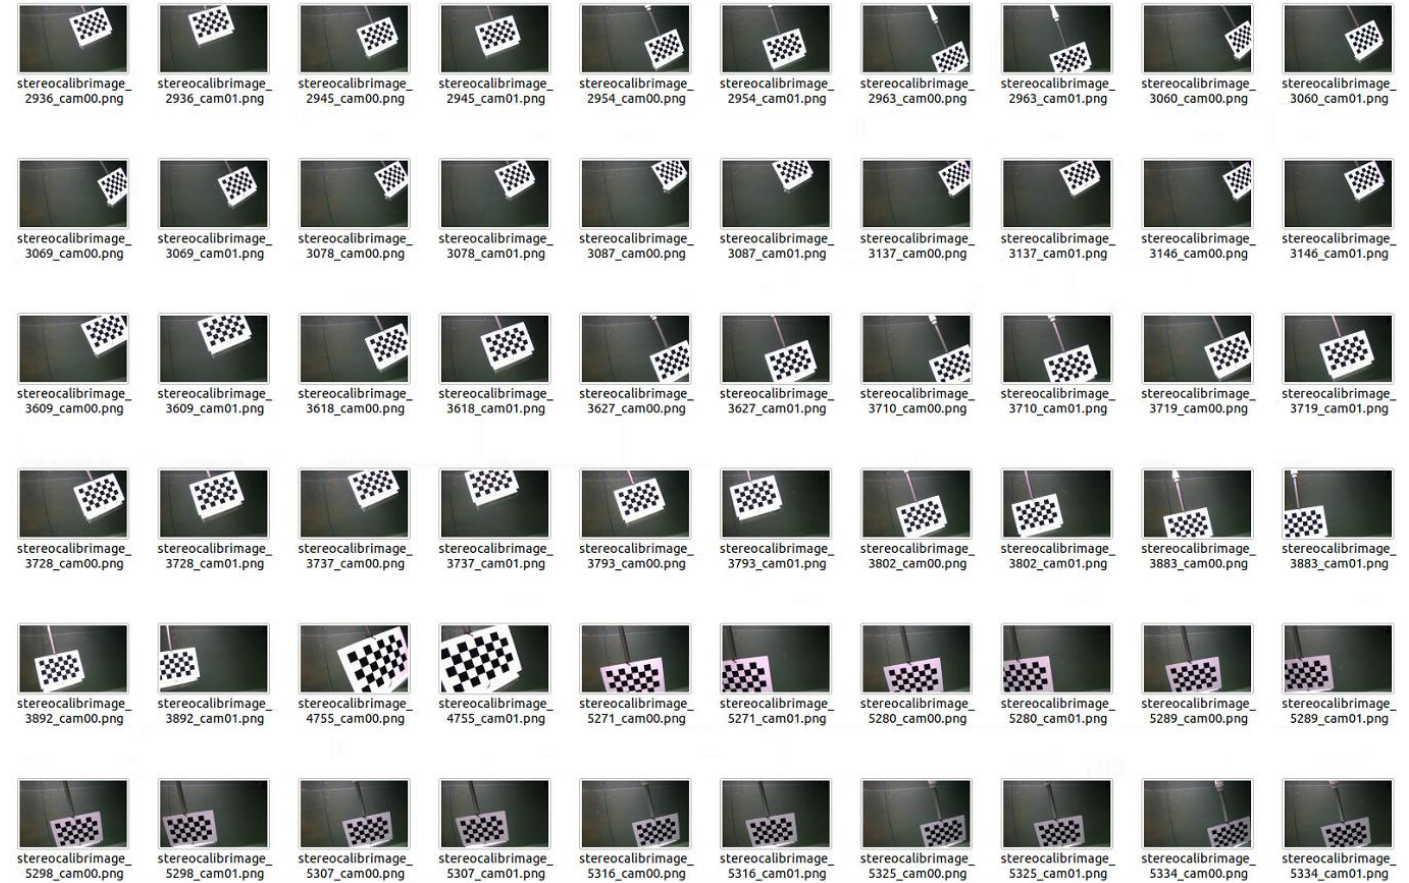 stereocalibrimage_ stereocalibrimage_ stereocalibrimage_ stereocalibrimage_ stereocalibrimage_ stereocalibrimage_ stereocalibrimage_ stereocalibrimage_ stereocalibrimage_ stereocalibrimage_
2936_cam00.png 2936_cam01.png 2945_cam00.png 2945_cam01.png 2954_cam00.png 2954_cam01.png 2963_cam00.png 2963_cam01.png 3060_cam00.png 3060_cam01.png
stereocalibrimage_ stereocalibrimage_ stereocalibrimage_ stereocalibrimage_ stereocalibrimage_ stereocalibrimage_ stereocalibrimage_ stereocalibrimage_ stereocalibrimage_ stereocalibrimage_
3069_cam00.png 3069_cam01.png 3078_cam00.png 3078_cam01.png 3087_cam00.png 3087_cam01.png 3137_cam00.png 3137_cam01.png 3146_cam00.png 3146_cam01.png
stereocalibrimage_ stereocalibrimage_ stereocalibrimage_ stereocalibrimage_ stereocalibrimage_ stereocalibrimage_ stereocalibrimage_ stereocalibrimage_ stereocalibrimage_ stereocalibrimage_
3609_cam00.png 3609_cam01.png 3618_cam00.png 3618_cam01.png 3627_cam00.png 3627_cam01.png 3710_cam00.png 3710_cam01.png 3719_cam00.png 3719_cam01.png
stereocalibrimage_ stereocalibrimage_ stereocalibrimage_ stereocalibrimage_ stereocalibrimage_ stereocalibrimage_ stereocalibrimage_ stereocalibrimage_ stereocalibrimage_ stereocalibrimage_
3728_cam00.png 3728_cam01.png 3737_cam00.png 3737_cam01.png 3793_cam00.png 3793_cam01.png 3802_cam00.png 3802_cam01.png 3883_cam00.png 3883_cam01.png
stereocalibrimage_ stereocalibrimage_ stereocalibrimage_ stereocalibrimage_ stereocalibrimage_ stereocalibrimage_ stereocalibrimage_ stereocalibrimage_ stereocalibrimage_ stereocalibrimage_
3892_cam00.png 3892_cam01.png 4755_cam00.png 4755_cam01.png 5271_cam00.png 5271_cam01.png 5280_cam00.png 5280_cam01.png 5289_cam00.png 5289_cam01.png
stereocalibrimage_ stereocalibrimage_ stereocalibrimage_ stereocalibrimage_ stereocalibrimage_ stereocalibrimage_ stereocalibrimage_ stereocalibrimage_ stereocalibrimage_ stereocalibrimage_
5298_cam00.png 5298_cam01.png 5307_cam00.png 5307_cam01.png 5316_cam00.png 5316_cam01.png 5325_cam00.png 5325_cam01.png 5334_cam00.png 5334_cam01.png